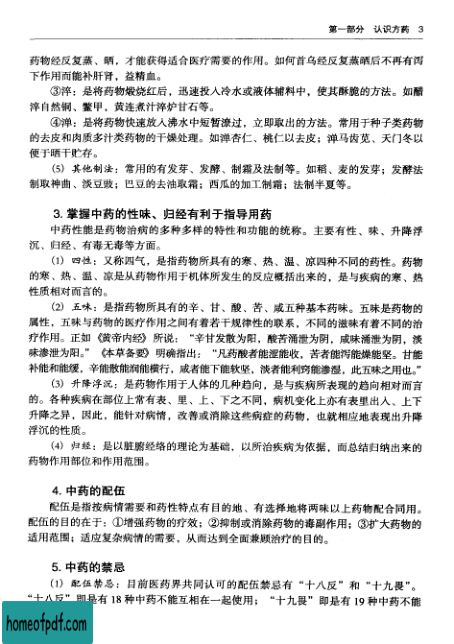 第一部分 认识方药 3
药物经反复蒸、晒，才能获得适合医疗需要的作用。如何首乌经反复蒸晒后不再有泻
下作用而能补肝肾，益精血。
③淬：是将药物煅烧红后，迅速投入冷水或液体辅料中，使其酥脆的方法。如醋
淬自然铜、鳖甲，黄连煮汁淬炉甘石等。
④𬊈：是将药物快速放入沸水中短暂潦过，立即取出的方法。常用于种子类药物
的去皮和肉质多汁类药物的干燥处理。如𬊈杏仁、桃仁以去皮；𬊈马齿苋、天门冬以
便于晒干贮存。
(5) 其他制法：常用的有发芽、发酵、制霜及法制等。如稻、麦的发芽；发酵法
制取神曲、淡豆豉；巴豆的去油取霜；西瓜的加工制霜；法制半夏等。
3. 掌握中药的性味、归经有利于指导用药
中药性能是药物治病的多种多样的特性和功能的统称。主要有性、味、升降浮
沉、归经、有毒无毒等方面。
(1) 四性：又称四气，是指药物所具有的寒、热、温、凉四种不同的药性。药物
的寒、热、温、凉是从药物作用于机体所发生的反应概括出来的，是与疾病的寒、热
性质相对而言的。
(2) 五味：是指药物所具有的辛、甘、酸、苦、咸五种基本药味。五味是药物的
属性，五味与药物的医疗作用之间有着若干规律性的联系，不同的滋味有着不同的治
疗作用。正如《黄帝内经》所说：“辛甘发散为阳，酸苦涌泄为阴，咸味涌泄为阴，淡
味渗泄为阳。”《本草备要》明确指出：“凡药酸者能涩能收，苦者能泻能燥能坚。甘能
补能和能缓，辛能散能润能横行，咸者能下能软坚，淡者能利窍能渗湿，此五味之用也。”
(3) 升降浮沉：是药物作用于人体的几种趋向，是与疾病所表现的趋向相对而言
的。各种疾病在部位上常有表、里、上、下之不同，病机变化上亦有表里出入、上下
升降之异，因此，能针对病情，改善或消除这些病症的药物，也就相应地表现出升降
浮沉的性质。
(4) 归经：是以脏腑经络的理论为基础，以所治疾病为依据，而总结归纳出来的
药物作用部位和作用范围。
4. 中药的配伍
配伍是指按病情需要和药性特点有目的地、有选择地将两味以上药物配合同用。
配伍的目的在于：①增强药物的疗效；②抑制或消除药物的毒副作用；③扩大药物的
适用范围；适应复杂病情的需要，从而达到全面兼顾治疗的目的。
5. 中药的禁忌
(1) 配伍禁忌：目前医药界共同认可的配伍禁忌有“十八反”和“十九畏”。
“十八反”即是有 18 种中药不能互相在一起使用；“十九畏”即是有 19 种中药不能
homeofpdf.com